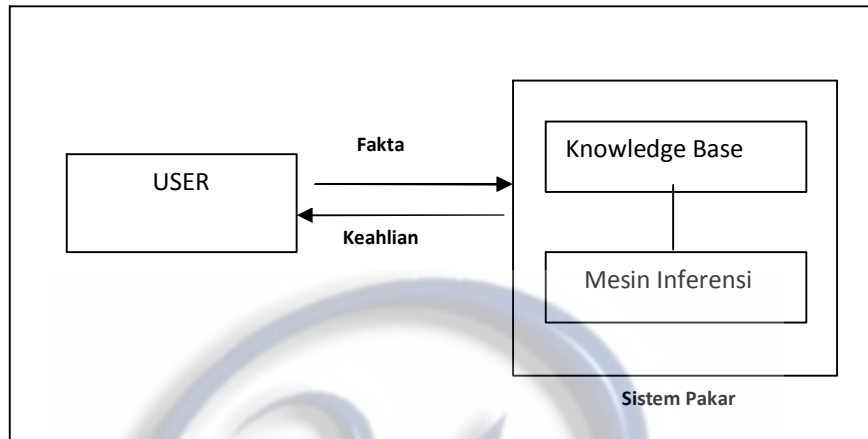 USER
Fakta
Keahlian
Knowledge Base
Mesin Inferensi
Sistem Pakar